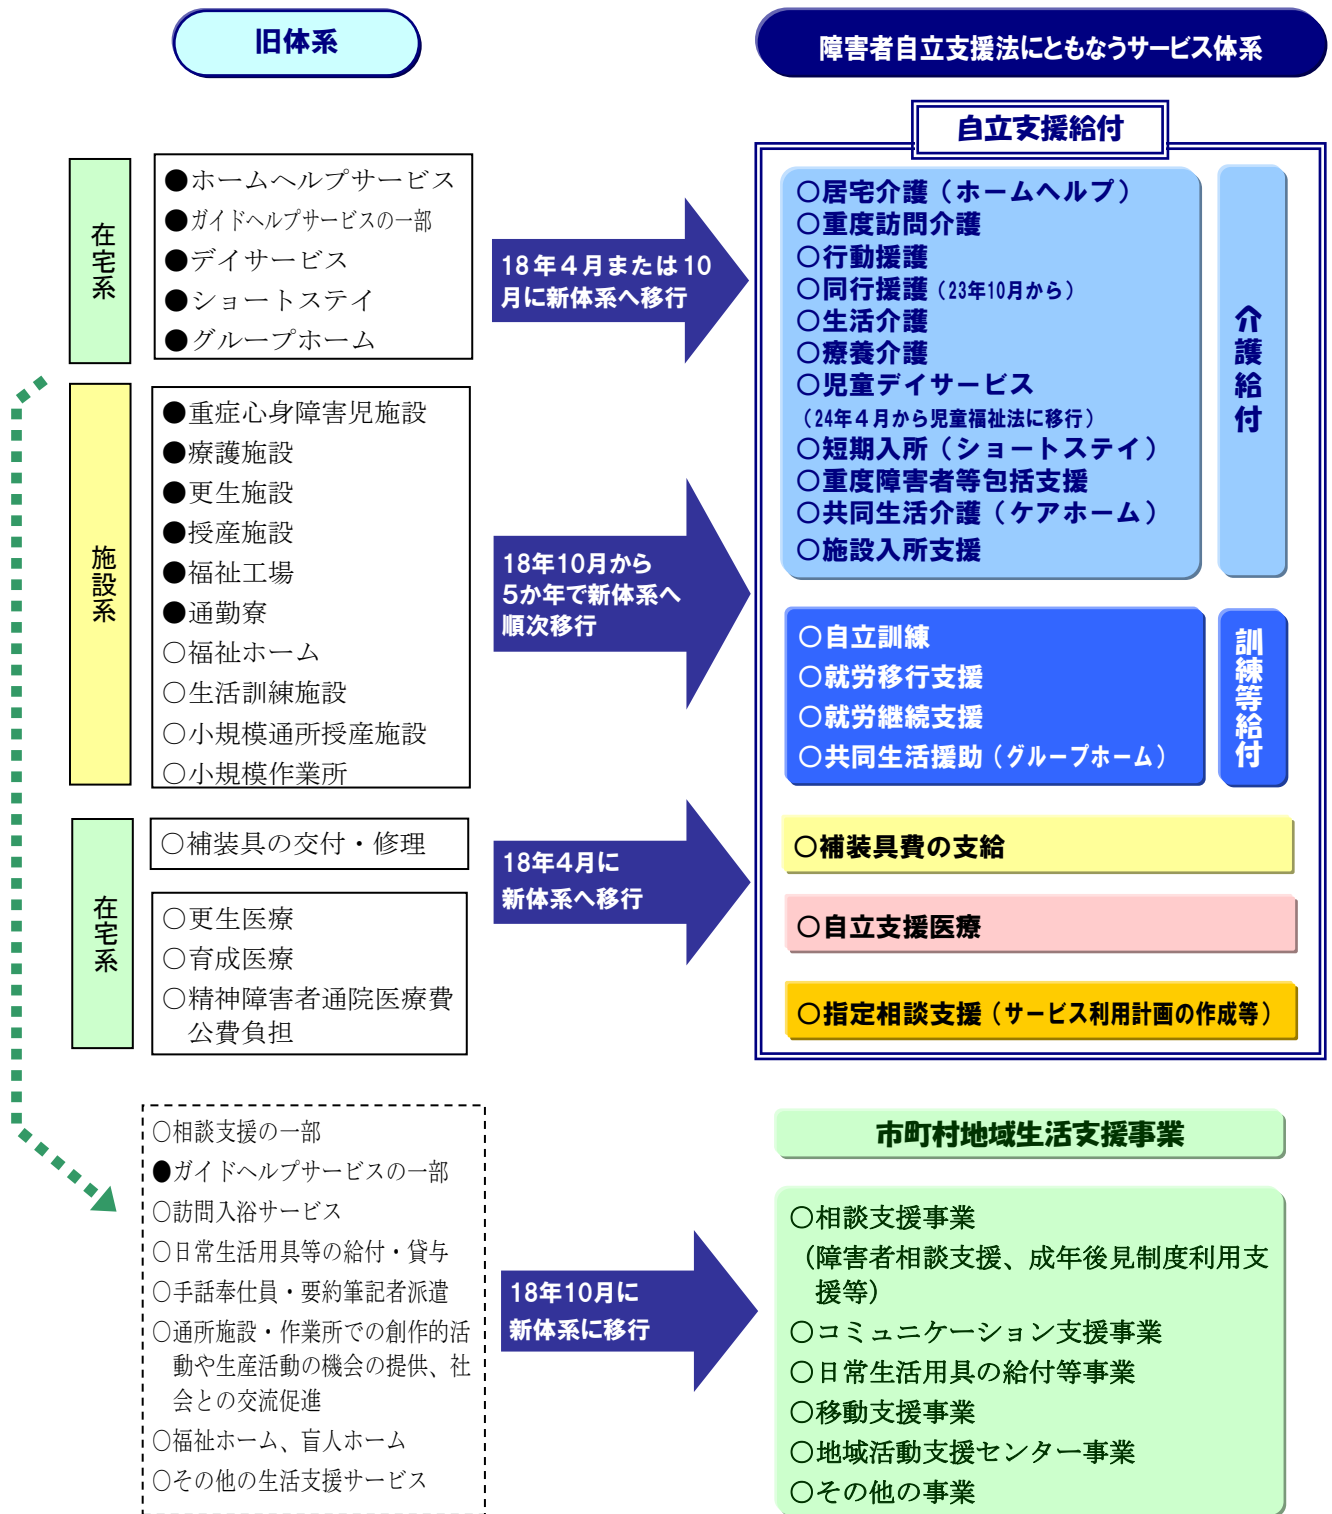 旧体系
障害者自立支援法にともなうサービス体系
在宅系
●ホームヘルプサービス
●ガイドヘルプサービスの一部
●デイサービス
●ショートステイ
●グループホーム
18年4月または10
月に新体系へ移行
施設系
●重症心身障害児施設
●療護施設
●更生施設
●授産施設
●福祉工場
●通勤寮
○福祉ホーム
○生活訓練施設
○小規模通所授産施設
○小規模作業所
18年10月から
5か年で新体系へ
順次移行
在宅系
○補装具の交付・修理
○更生医療
○育成医療
○精神障害者通院医療費
公費負担
18年4月に
新体系へ移行
自立支援給付
○居宅介護（ホームヘルプ）
○重度訪問介護
○行動援護
○同行援護（23年10月から）
○生活介護
○療養介護
○児童デイサービス
（24年４月から児童福祉法に移行）
○短期入所（ショートステイ）
○重度障害者等包括支援
○共同生活介護（ケアホーム）
○施設入所支援
介護給付
○自立訓練
○就労移行支援
○就労継続支援
○共同生活援助（グループホーム）
訓練等給付
○補装具費の支給
○自立支援医療
○指定相談支援（サービス利用計画の作成等）
○相談支援の一部
●ガイドヘルプサービスの一部
○訪問入浴サービス
○日常生活用具等の給付・貸与
○手話奉仕員・要約筆記者派遣
○通所施設・作業所での創作的活
動や生産活動の機会の提供、社
会との交流促進
○福祉ホーム、盲人ホーム
○その他の生活支援サービス
18年10月に
新体系に移行
市町村地域生活支援事業
○相談支援事業
（障害者相談支援、成年後見制度利用支
援等）
○コミュニケーション支援事業
○日常生活用具の給付等事業
○移動支援事業
○地域活動支援センター事業
○その他の事業